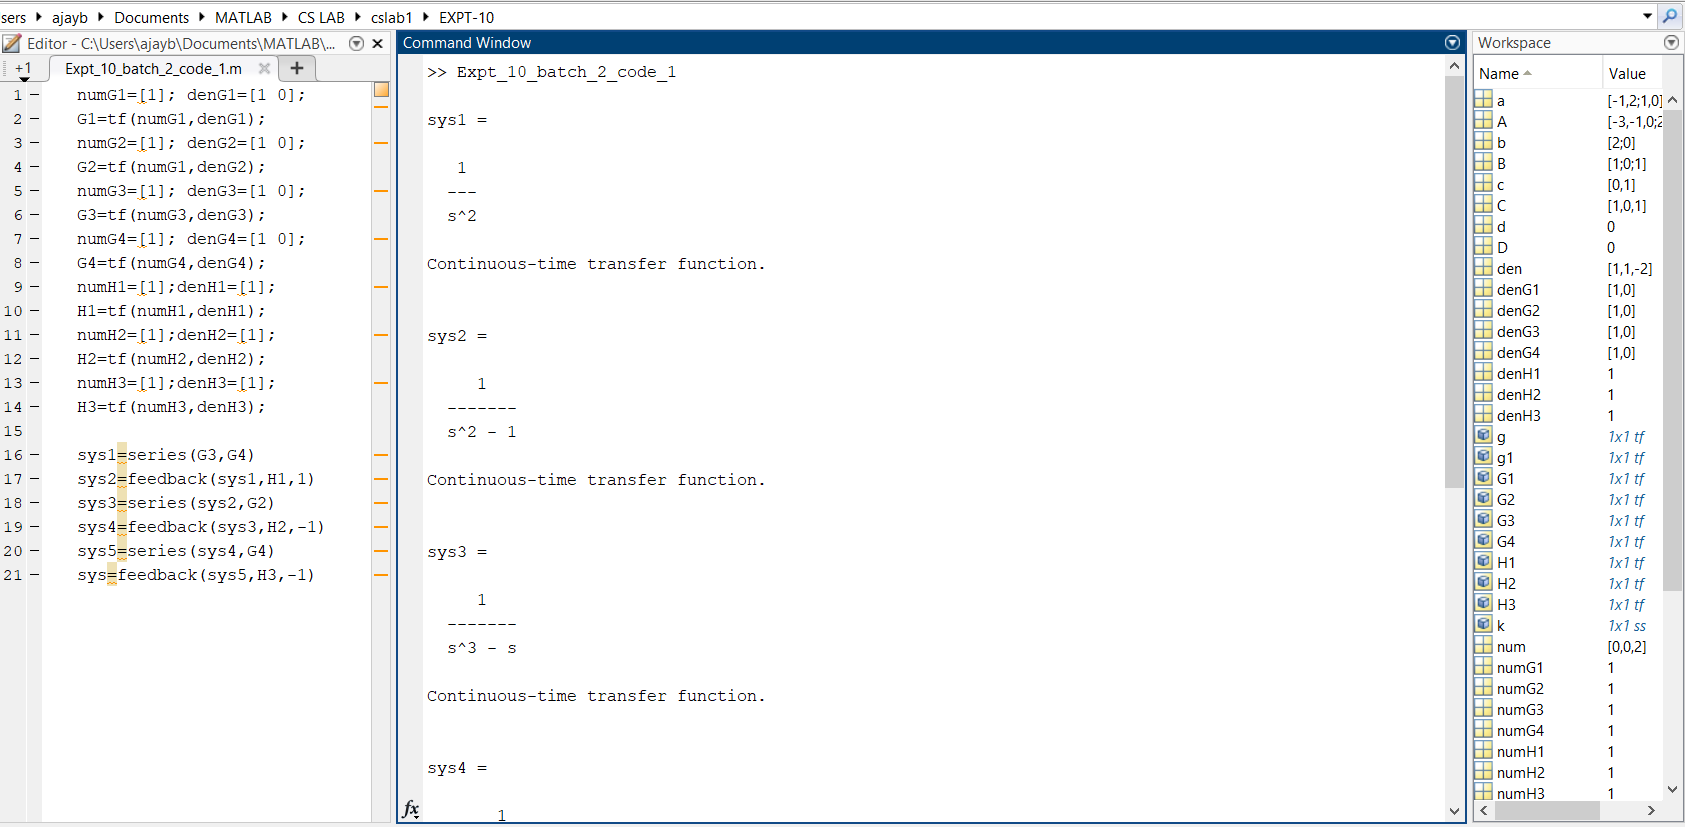 sers ▸ ajayb ▸ Documents ▸ MATLAB ▸ CS LAB ▸ cslab1 ▸ EXPT-10
Editor - C:\Users\ajayb\Documents\MATLAB\...
+1 Expt_10_batch_2_code_1.m +
1 numG1=[1]; denG1=[1 0];
2 G1=tf(numG1,denG1);
3 numG2=[1]; denG2=[1 0];
4 G2=tf(numG1,denG2);
5 numG3=[1]; denG3=[1 0];
6 G3=tf(numG3,denG3);
7 numG4=[1]; denG4=[1 0];
8 G4=tf(numG4,denG4);
9 numH1=[1];denH1=[1];
10 H1=tf(numH1,denH1);
11 numH2=[1];denH2=[1];
12 H2=tf(numH2,denH2);
13 numH3=[1];denH3=[1];
14 H3=tf(numH3,denH3);
15
16 sys1=series(G3,G4)
17 sys2=feedback(sys1,H1,1)
18 sys3=series(sys2,G2)
19 sys4=feedback(sys3,H2,-1)
20 sys5=series(sys4,G4)
21 sys=feedback(sys5,H3,-1)
Command Window
>> Expt_10_batch_2_code_1
sys1 =
1
---
s^2
Continuous-time transfer function.
sys2 =
1
-------
s^2 - 1
Continuous-time transfer function.
sys3 =
1
-------
s^3 - s
Continuous-time transfer function.
sys4 =
1
fx
Workspace
Name Value
a [-1,2;1,0]
A [-3,-1,0;2
b [2;0]
B [1;0;1]
c [0,1]
C [1,0,1]
d 0
D 0
den [1,1,-2]
denG1 [1,0]
denG2 [1,0]
denG3 [1,0]
denG4 [1,0]
denH1 1
denH2 1
denH3 1
g 1x1 tf
g1 1x1 tf
G1 1x1 tf
G2 1x1 tf
G3 1x1 tf
G4 1x1 tf
H1 1x1 tf
H2 1x1 tf
H3 1x1 tf
k 1x1 ss
num [0,0,2]
numG1 1
numG2 1
numG3 1
numG4 1
numH1 1
numH2 1
numH3 1